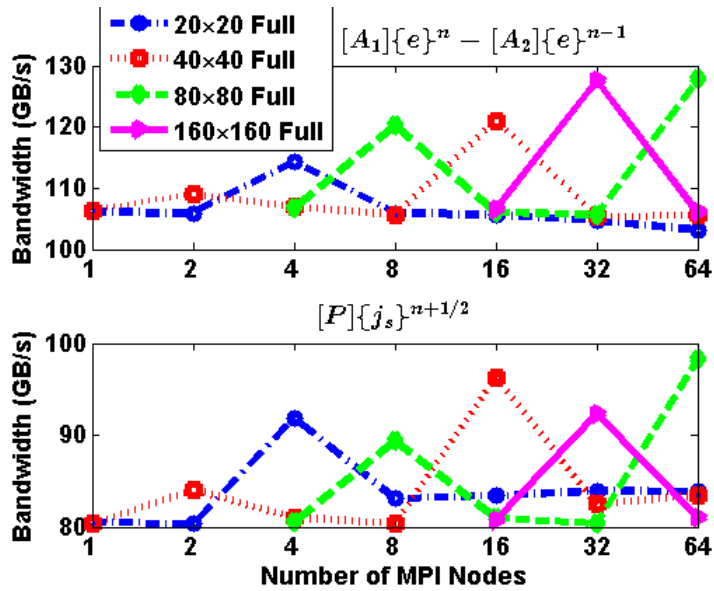 20×20 Full
40×40 Full
80×80 Full
160×160 Full
[A₁]{e}ⁿ − [A₂]{e}ⁿ⁻¹
Bandwidth (GB/s)
130
120
110
100
1 2 4 8 16 32 64
[P]{jₛ}ⁿ⁺¹/²
Bandwidth (GB/s)
100
90
80
1 2 4 8 16 32 64
Number of MPI Nodes